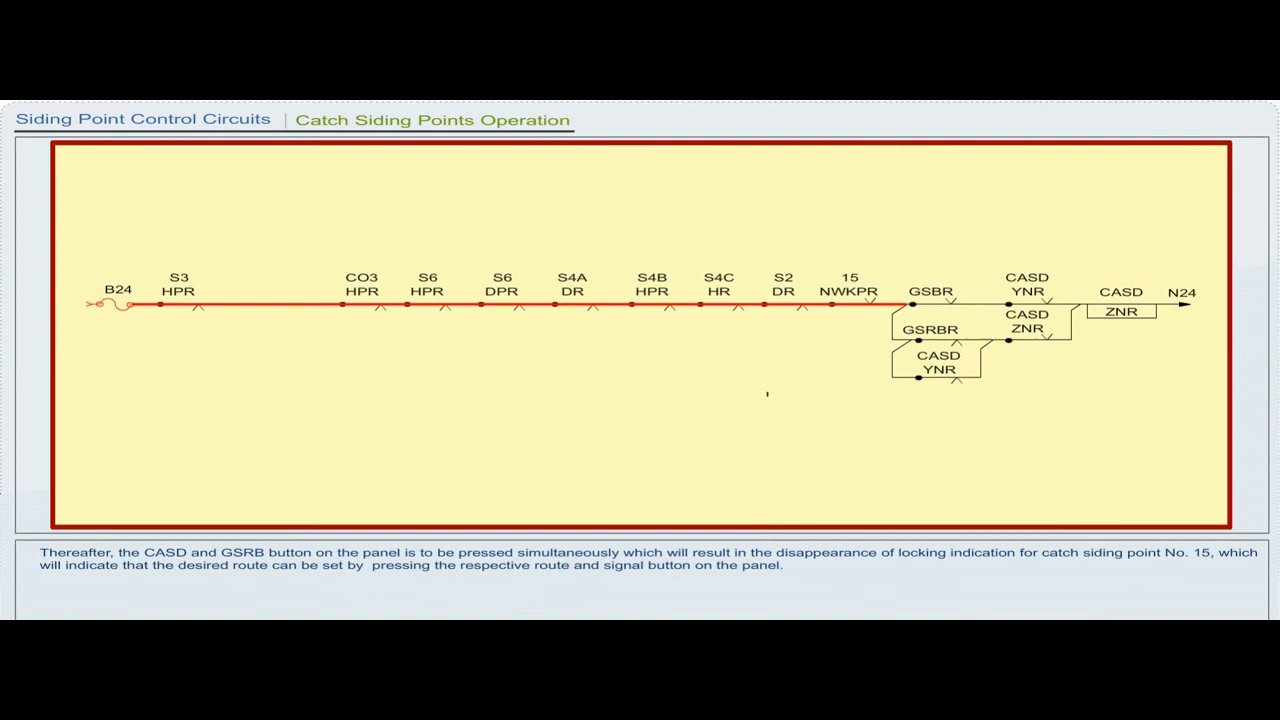 Siding Point Control Circuits | Catch Siding Points Operation
S3 CO3 S6 S6 S4A S4B S4C S2 15 CASD
B24 HPR HPR HPR DPR DR HPR HR DR NWKPR GSBR YNR CASD N24
CASD ZNR
GSRBR ZNR
CASD
YNR
Thereafter, the CASD and GSRB button on the panel is to be pressed simultaneously which will result in the disappearance of locking indication for catch siding point No. 15, which
will indicate that the desired route can be set by pressing the respective route and signal button on the panel.